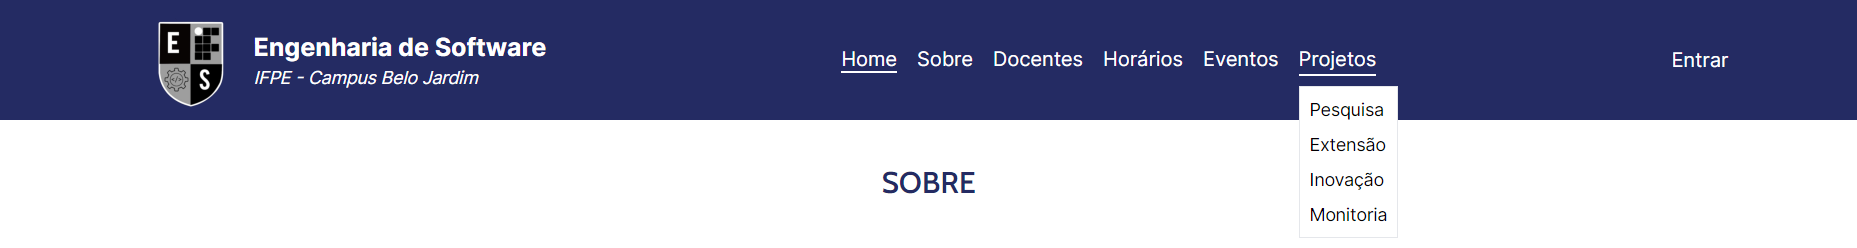 E
S
Engenharia de Software
IFPE - Campus Belo Jardim
Home Sobre Docentes Horários Eventos Projetos Entrar
Pesquisa
Extensão
Inovação
Monitoria
SOBRE